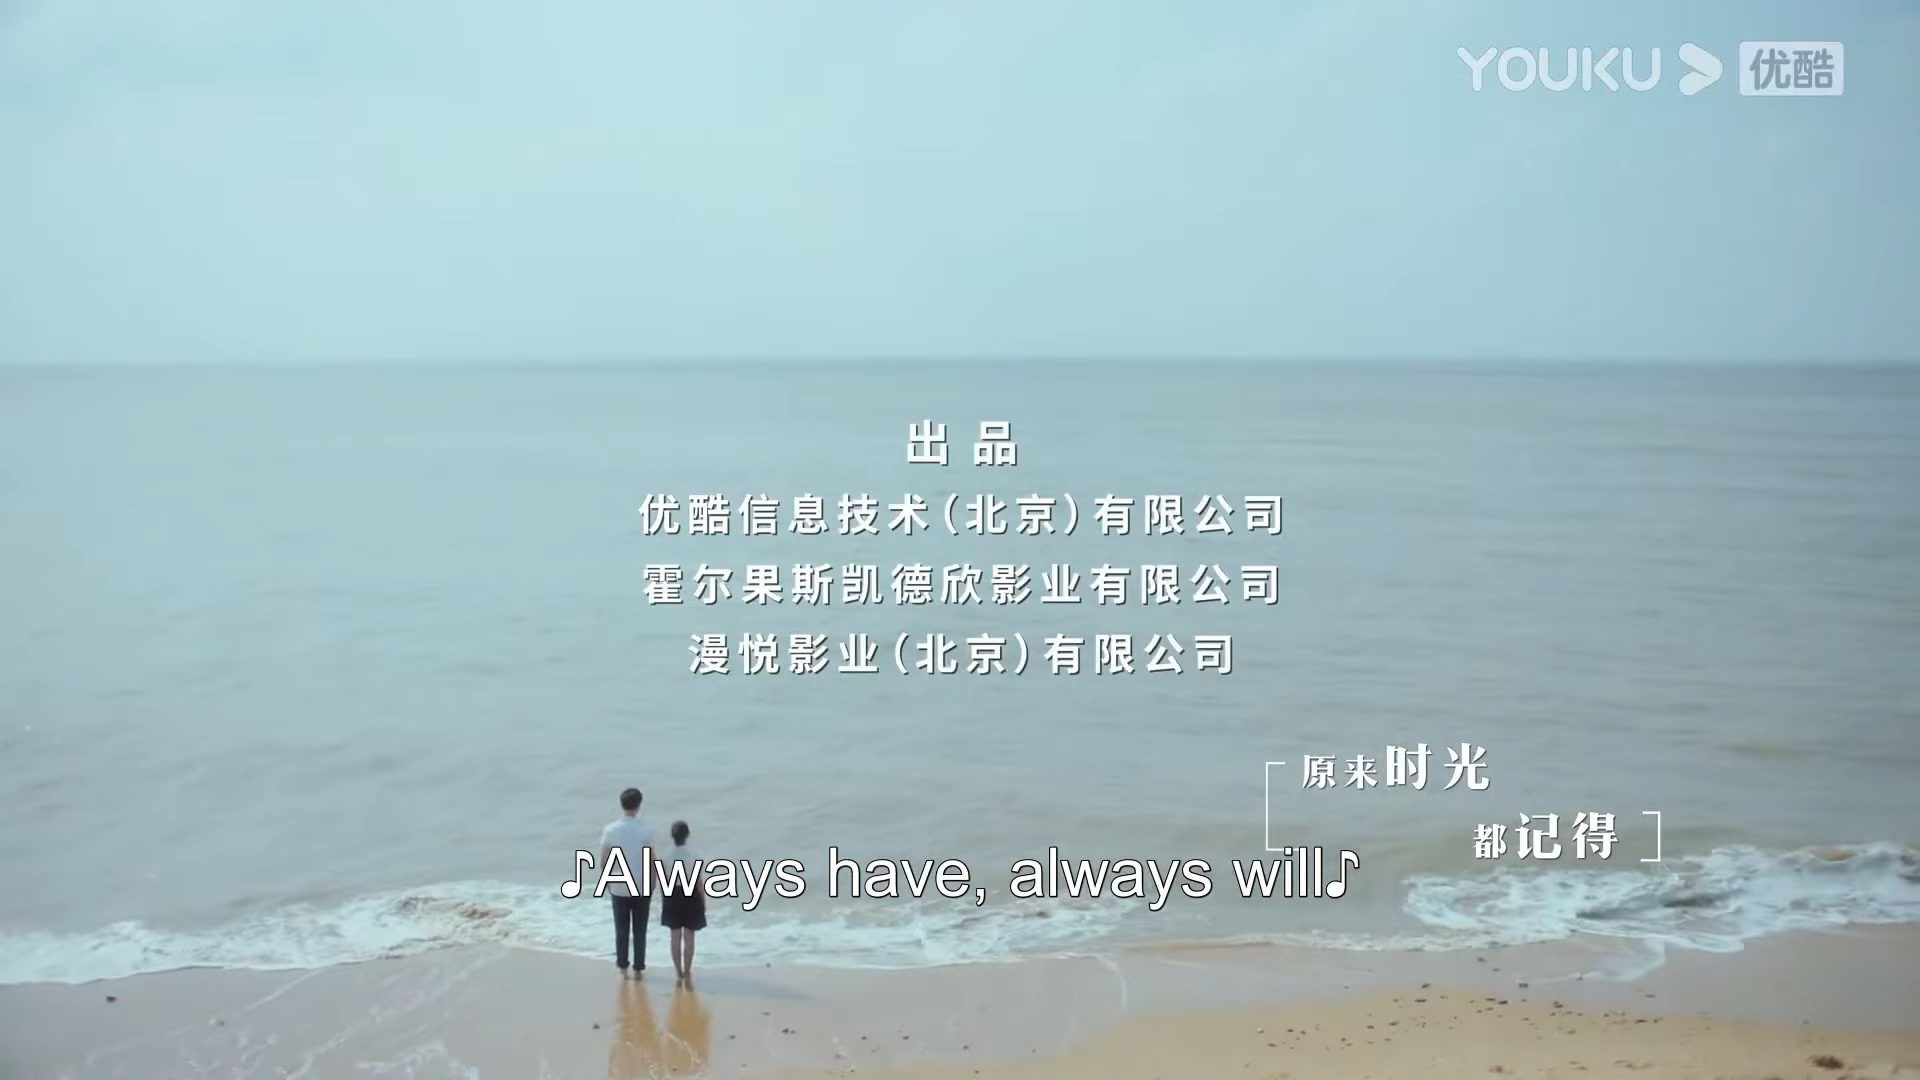 YOUKU 优酷
出品
优酷信息技术(北京)有限公司
霍尔果斯凯德欣影业有限公司
漫悦影业(北京)有限公司
原来时光
都记得
♪Always have, always will♪